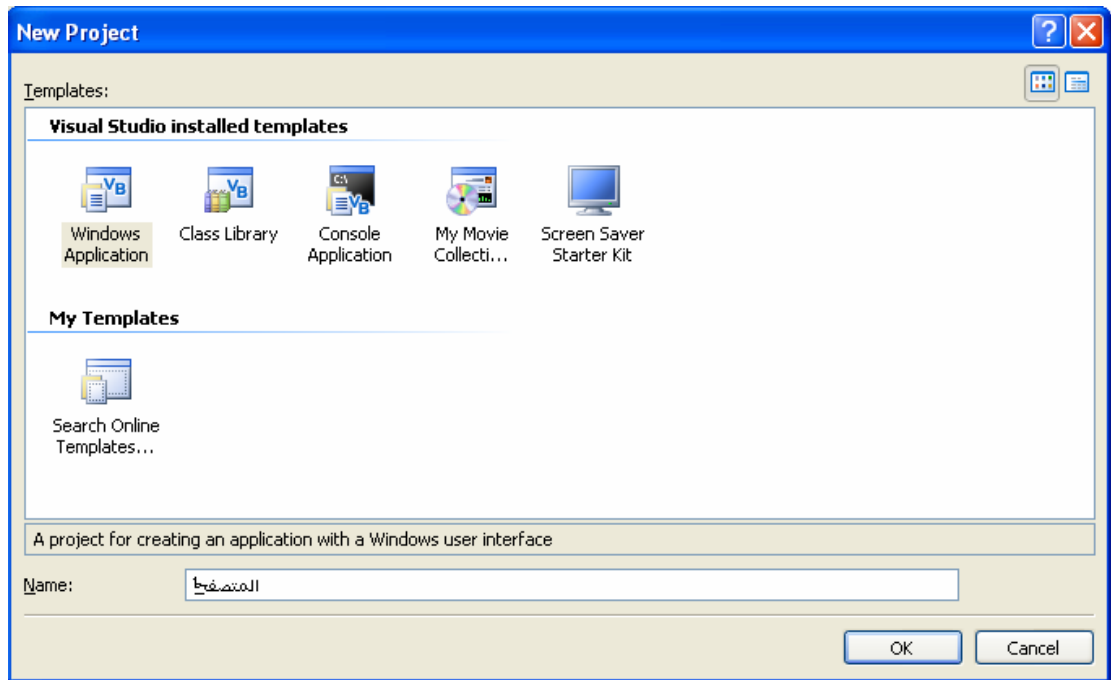 New Project
Templates:
Visual Studio installed templates
Windows Application
Class Library
Console Application
My Movie Collecti...
Screen Saver Starter Kit
My Templates
Search Online Templates...
A project for creating an application with a Windows user interface
Name:
المتصفح1
OK
Cancel